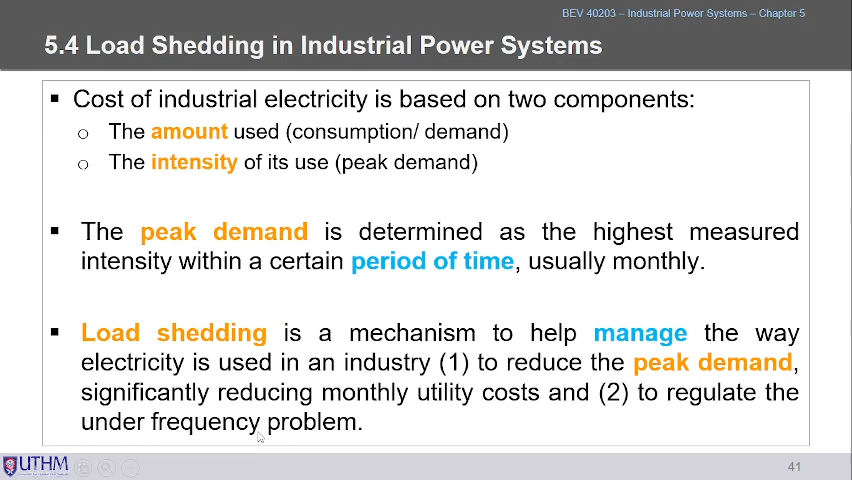 BEV 40203 – Industrial Power Systems – Chapter 5
5.4 Load Shedding in Industrial Power Systems
▪ Cost of industrial electricity is based on two components:
o The amount used (consumption/ demand)
o The intensity of its use (peak demand)
▪ The peak demand is determined as the highest measured
intensity within a certain period of time, usually monthly.
▪ Load shedding is a mechanism to help manage the way
electricity is used in an industry (1) to reduce the peak demand,
significantly reducing monthly utility costs and (2) to regulate the
under frequency problem.
UTHM
41